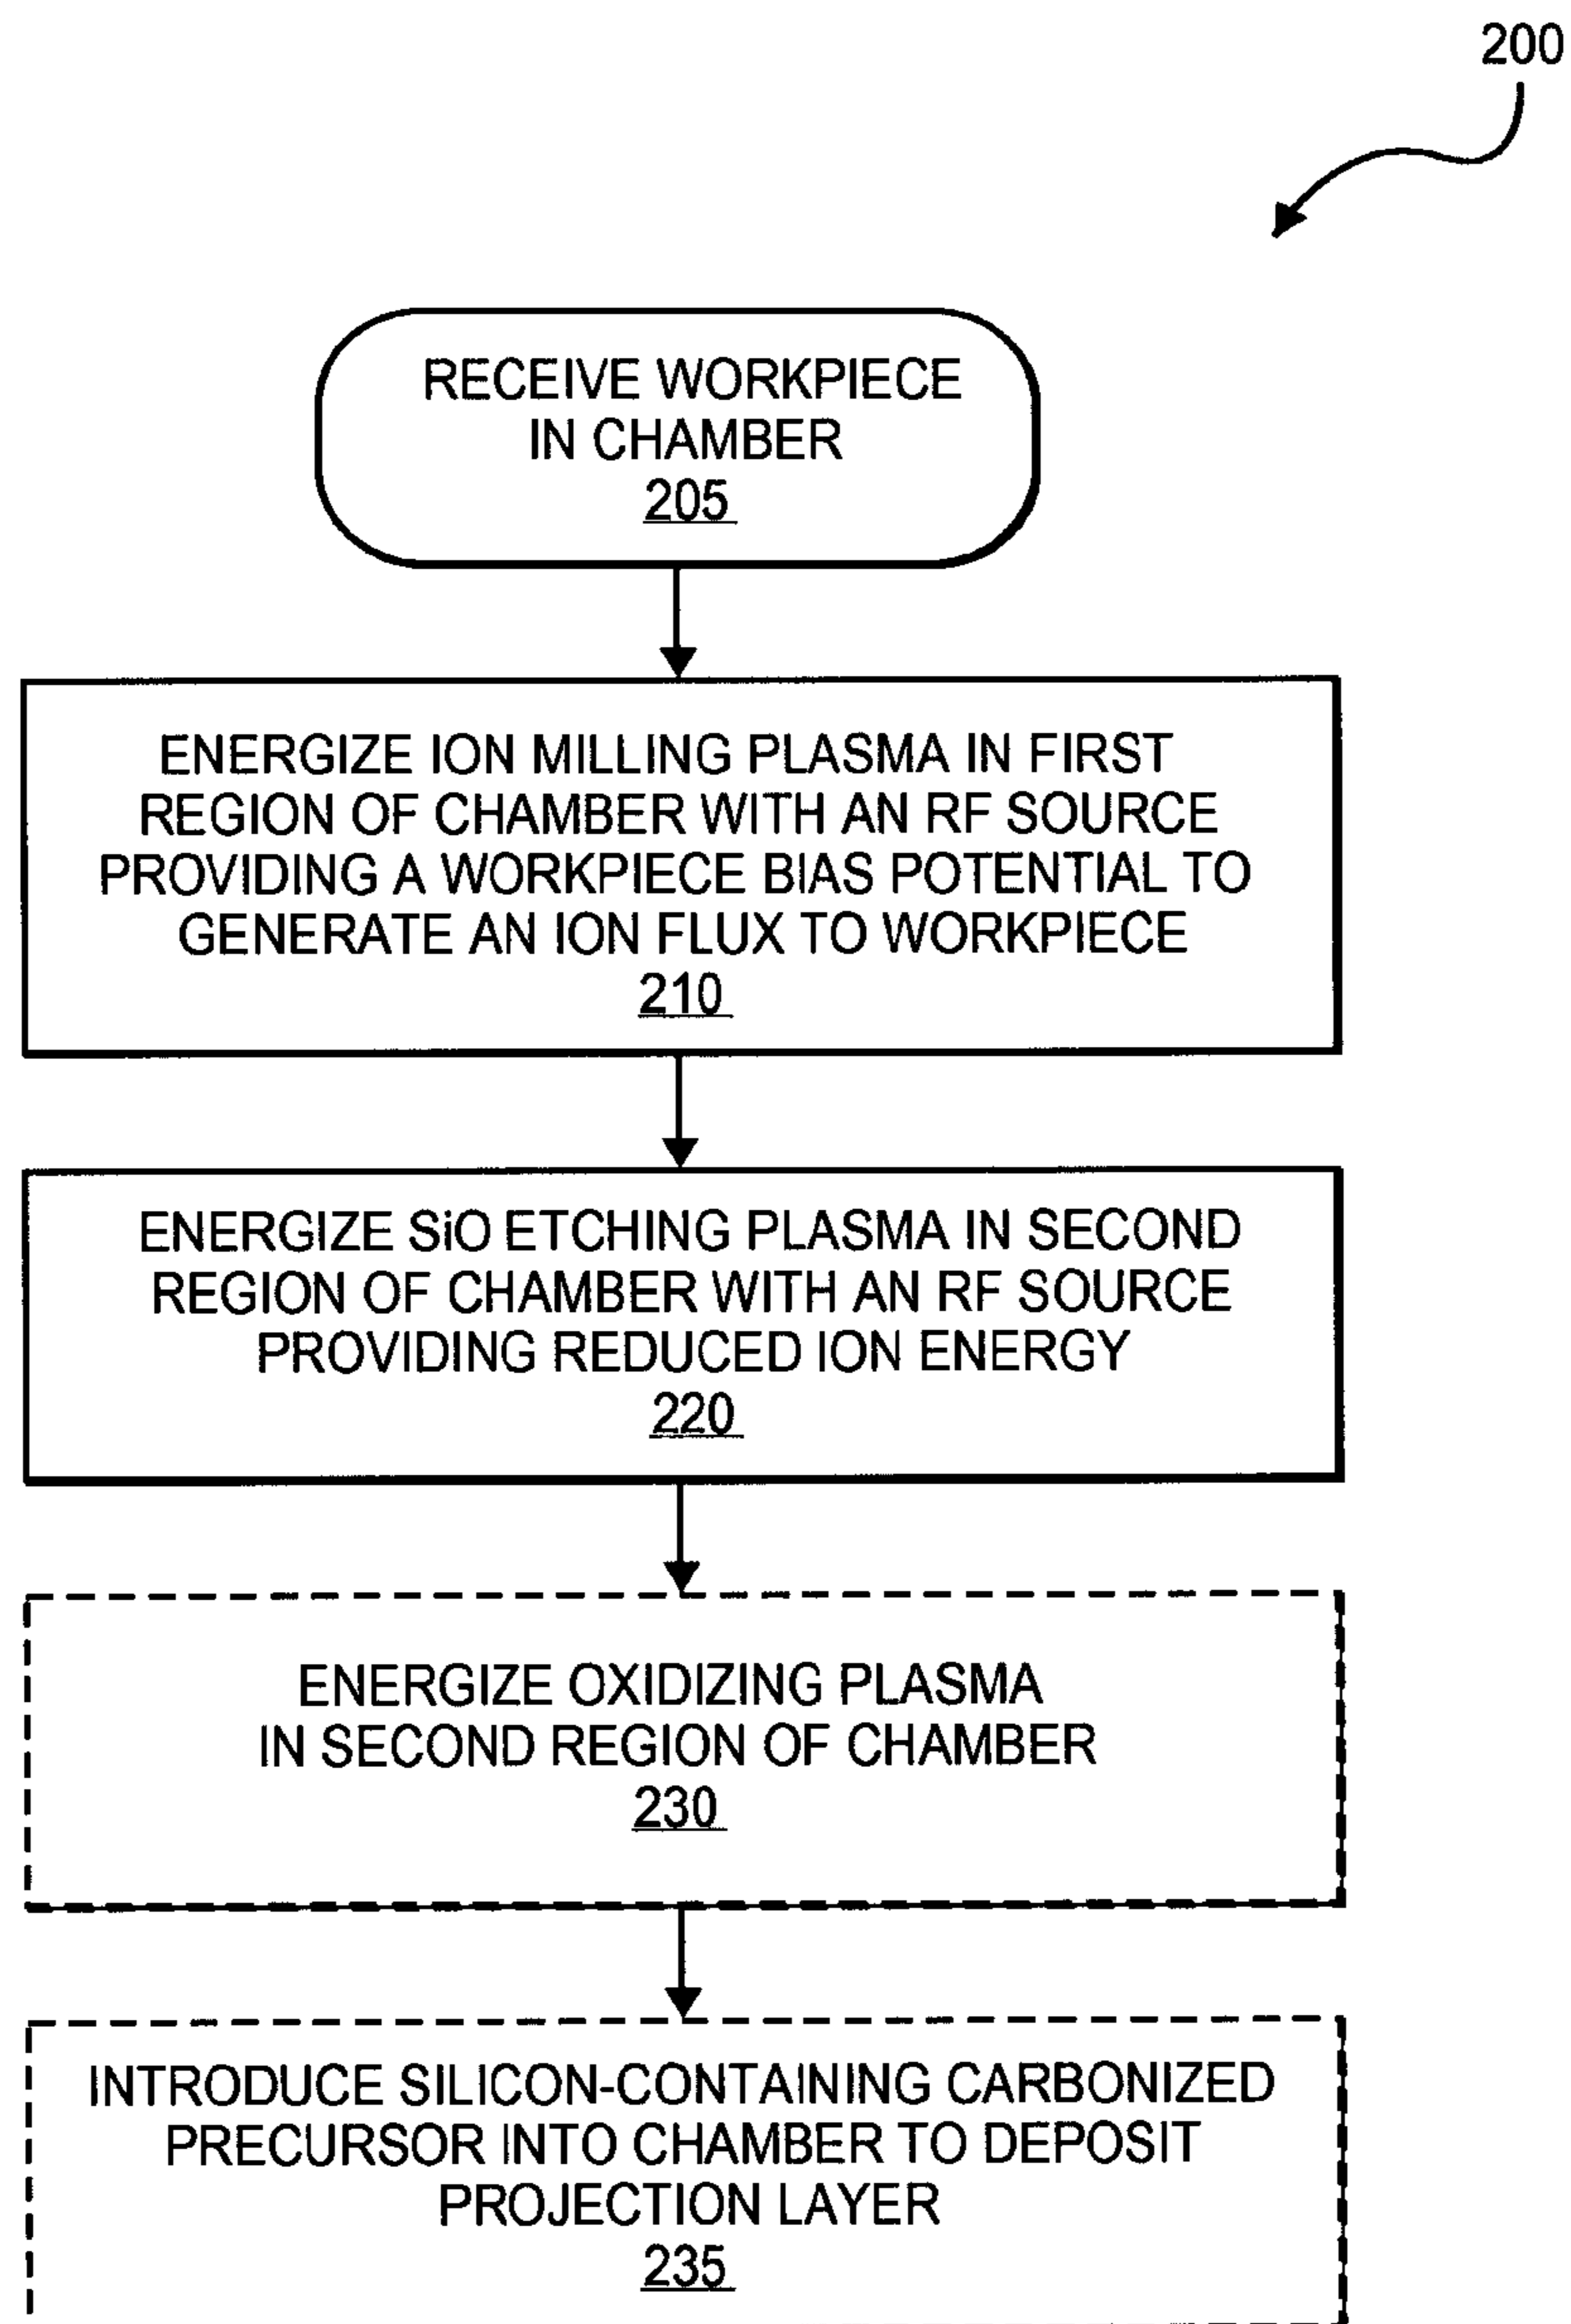 200
RECEIVE WORKPIECE
IN CHAMBER
205
ENERGIZE ION MILLING PLASMA IN FIRST
REGION OF CHAMBER WITH AN RF SOURCE
PROVIDING A WORKPIECE BIAS POTENTIAL TO
GENERATE AN ION FLUX TO WORKPIECE
210
ENERGIZE SiO ETCHING PLASMA IN SECOND
REGION OF CHAMBER WITH AN RF SOURCE
PROVIDING REDUCED ION ENERGY
220
ENERGIZE OXIDIZING PLASMA
IN SECOND REGION OF CHAMBER
230
INTRODUCE SILICON-CONTAINING CARBONIZED
PRECURSOR INTO CHAMBER TO DEPOSIT
PROJECTION LAYER
235